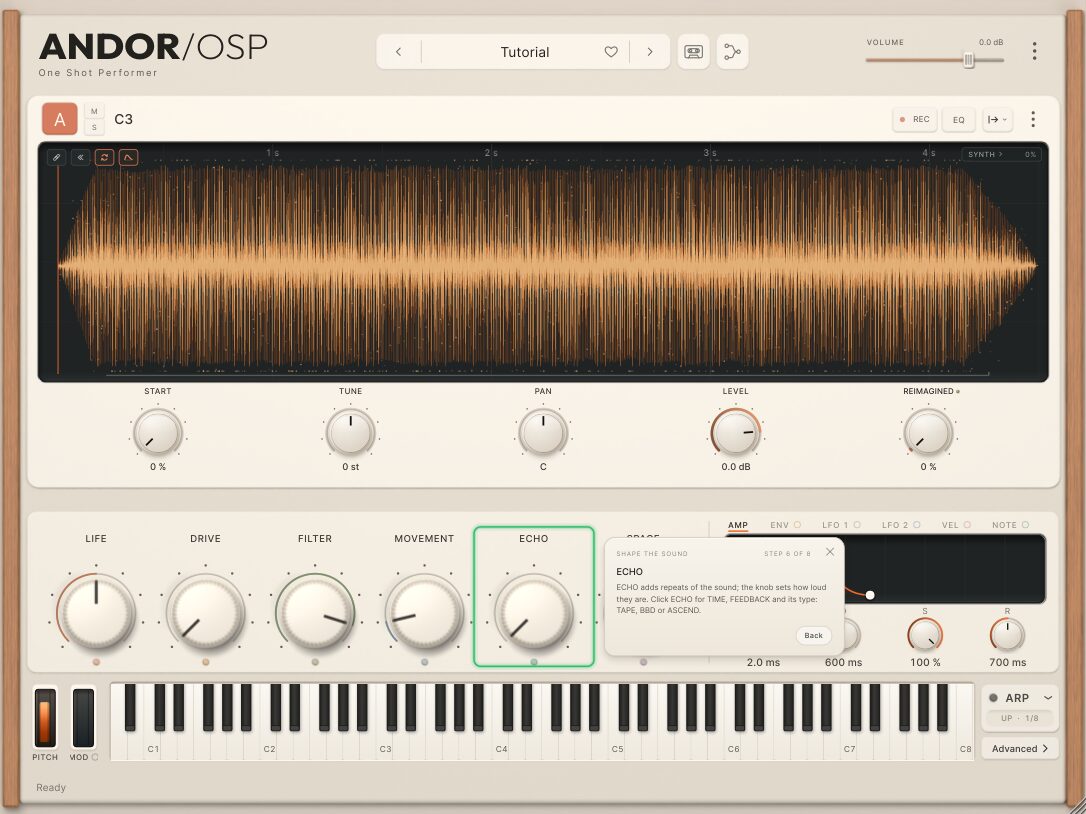 ANDOR/OSP
One Shot Performer
Tutorial
VOLUME 0.0 dB
A
M
S
C3
REC
EQ
1 s 2 s 3 s 4 s
SYNTH > 0%
START TUNE PAN LEVEL REIMAGINED
0 % 0 st C 0.0 dB 0 %
LIFE DRIVE FILTER MOVEMENT ECHO
AMP ENV LFO 1 LFO 2 VEL NOTE
SHAPE THE SOUND
STEP 6 OF 8
ECHO
ECHO adds repeats of the sound; the knob sets how loud
they are. Click ECHO for TIME, FEEDBACK and its type:
TAPE, BBD or ASCEND.
Back
S R
2.0 ms 600 ms 100 % 700 ms
PITCH MOD
C1 C2 C3 C4 C5 C6 C7 C8
ARP
UP · 1/8
Advanced >
Ready